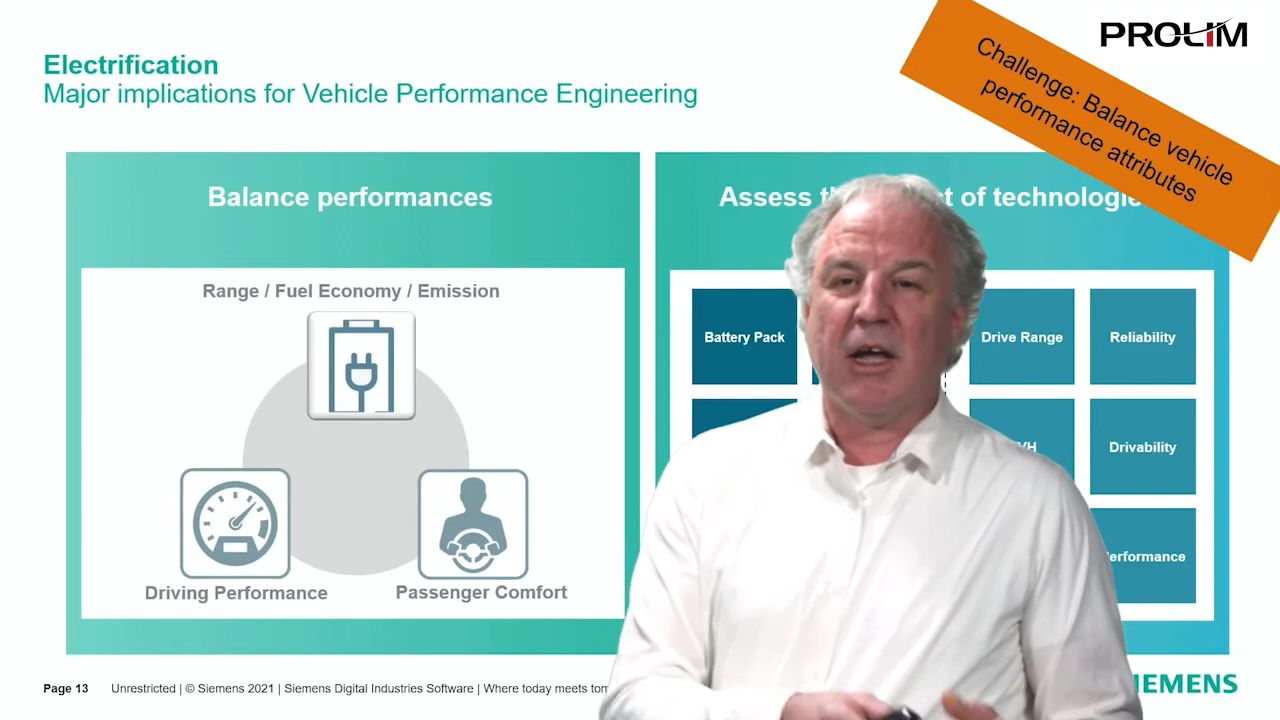 PROLIM
Challenge: Balance vehicle
performance attributes
Electrification
Major implications for Vehicle Performance Engineering
Balance performances
Range / Fuel Economy / Emission
Driving Performance
Passenger Comfort
Assess
of
Battery Pack
Drive Range
Reliability
Drivability
Page 13
Unrestricted | © Siemens 2021 | Siemens Digital Industries Software | Where today meets